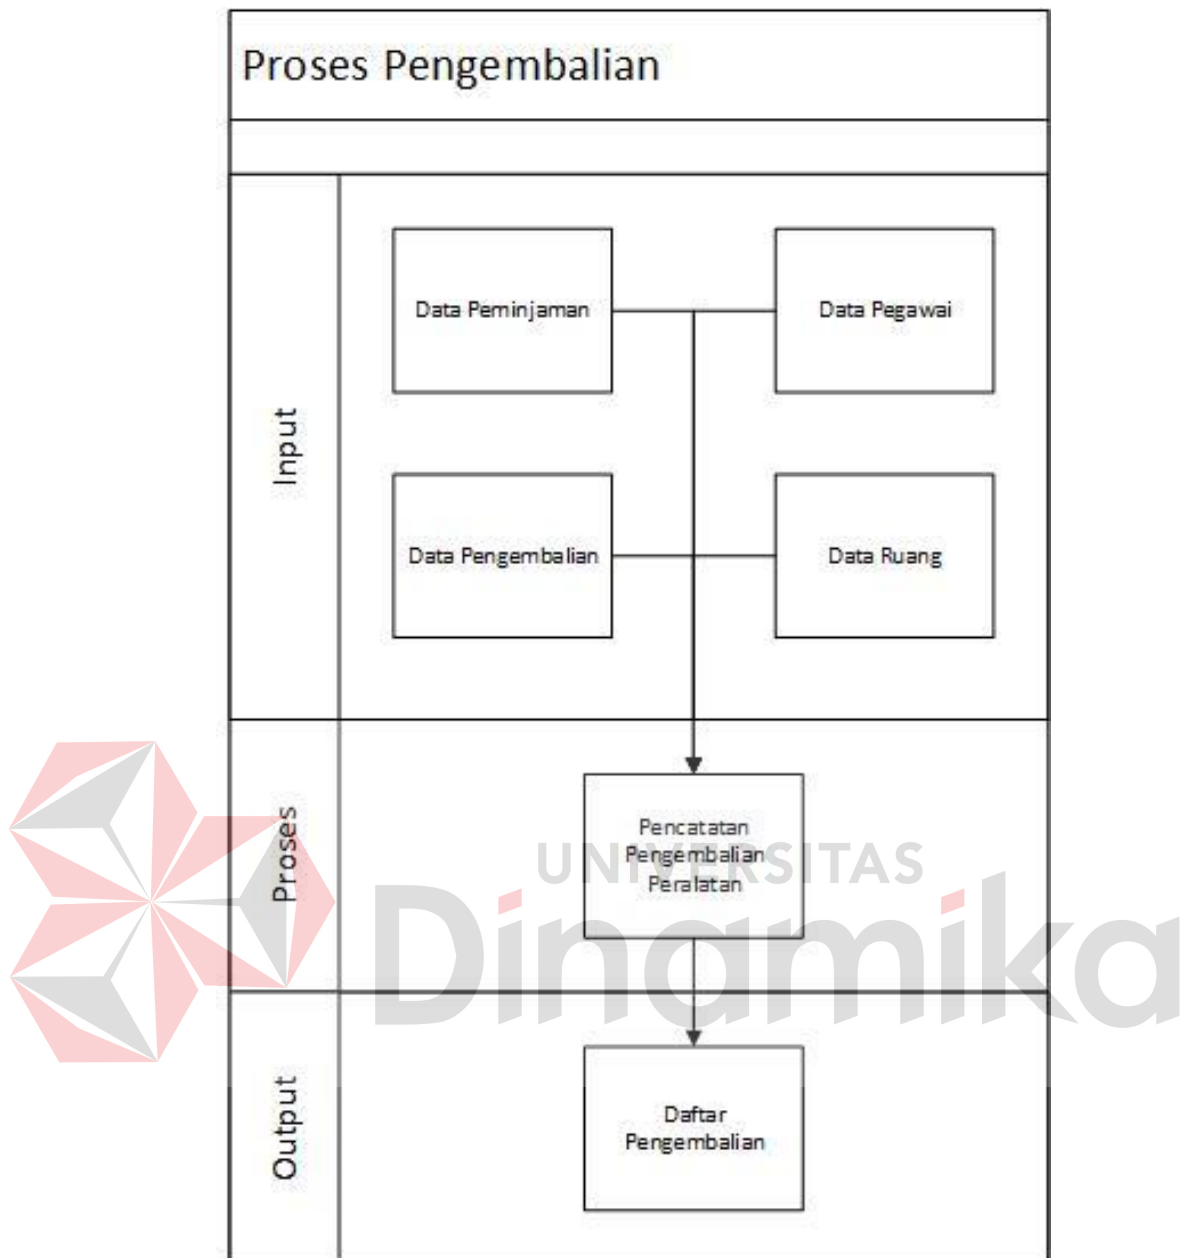 Proses Pengembalian
Input
Data Peminjaman
Data Pegawai
Data Pengembalian
Data Ruang
Proses
Pencatatan
Pengembalian
Peralatan
UNIVERSITAS
Dinamika
Output
Daftar
Pengembalian